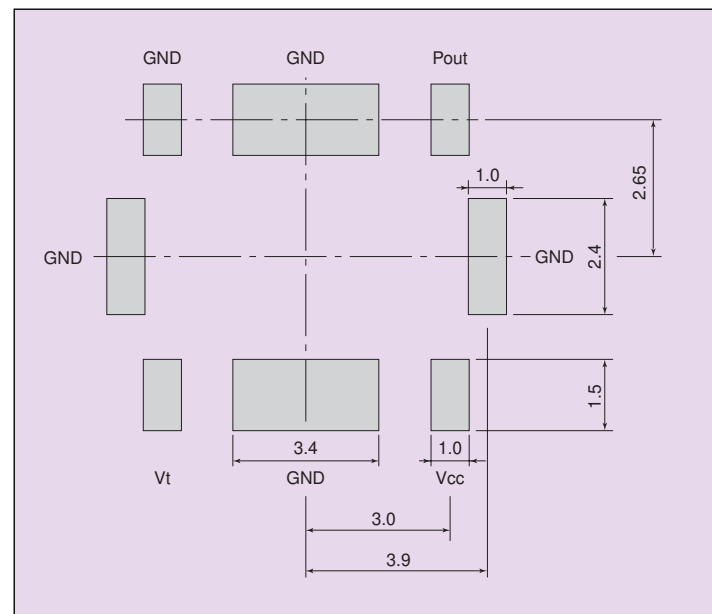 GND GND Pout
1.0
2.65
GND GND
2.4
1.5
3.4 1.0
Vt GND Vcc
3.0
3.9